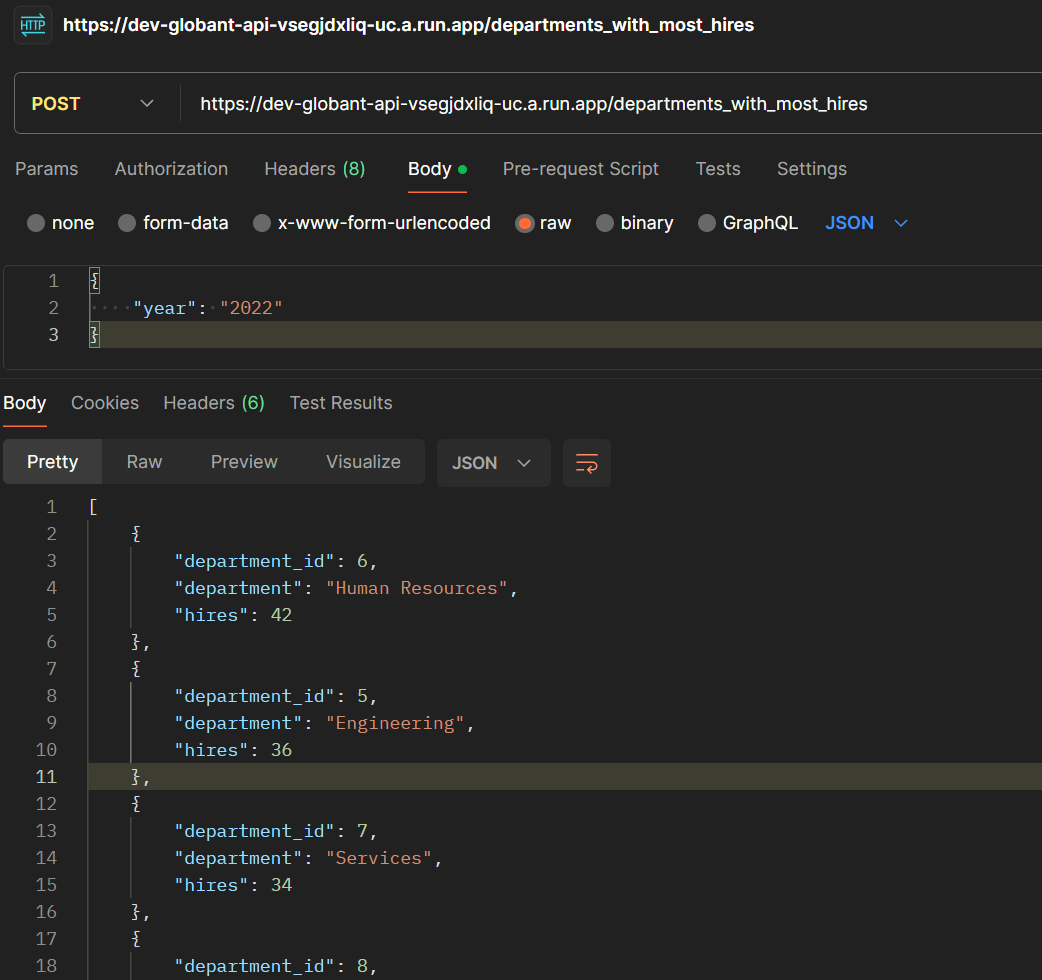 HTTP https://dev-globant-api-vsegjdxliq-uc.a.run.app/departments_with_most_hires
POST https://dev-globant-api-vsegjdxliq-uc.a.run.app/departments_with_most_hires
Params Authorization Headers (8) Body Pre-request Script Tests Settings
none form-data x-www-form-urlencoded raw binary GraphQL JSON
1 {
2 "year": "2022"
3 }
Body Cookies Headers (6) Test Results
Pretty Raw Preview Visualize JSON
1 [
2 {
3 "department_id": 6,
4 "department": "Human Resources",
5 "hires": 42
6 },
7 {
8 "department_id": 5,
9 "department": "Engineering",
10 "hires": 36
11 },
12 {
13 "department_id": 7,
14 "department": "Services",
15 "hires": 34
16 },
17 {
18 "department_id": 8,